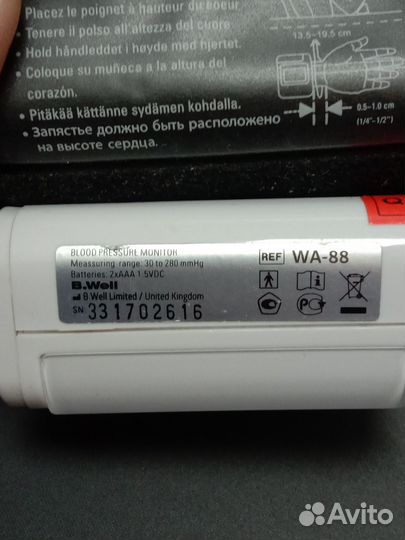 Placez le poignet à hauteur du coeur
• Tenere il polso all'altezza
del cuore.
• Hold håndleddet i høyde med hjertet.
• Coloque su muñeca a la altura del
corazón.
• Pitäkää kättänne sydämen kohdalla.
• Запястье должно быть расположено
на высоте сердца.
13.5–19.5 cm
0.5–1.0 cm
(1/4"–1/2")
BLOOD PRESSURE MONITOR
Meassuring range: 30 to 280 mmHg
Batteries: 2xAAA 1.5VDC
B.Well
B Well Limited / United Kingdom
SN 331702616
REF WA-88
Avito